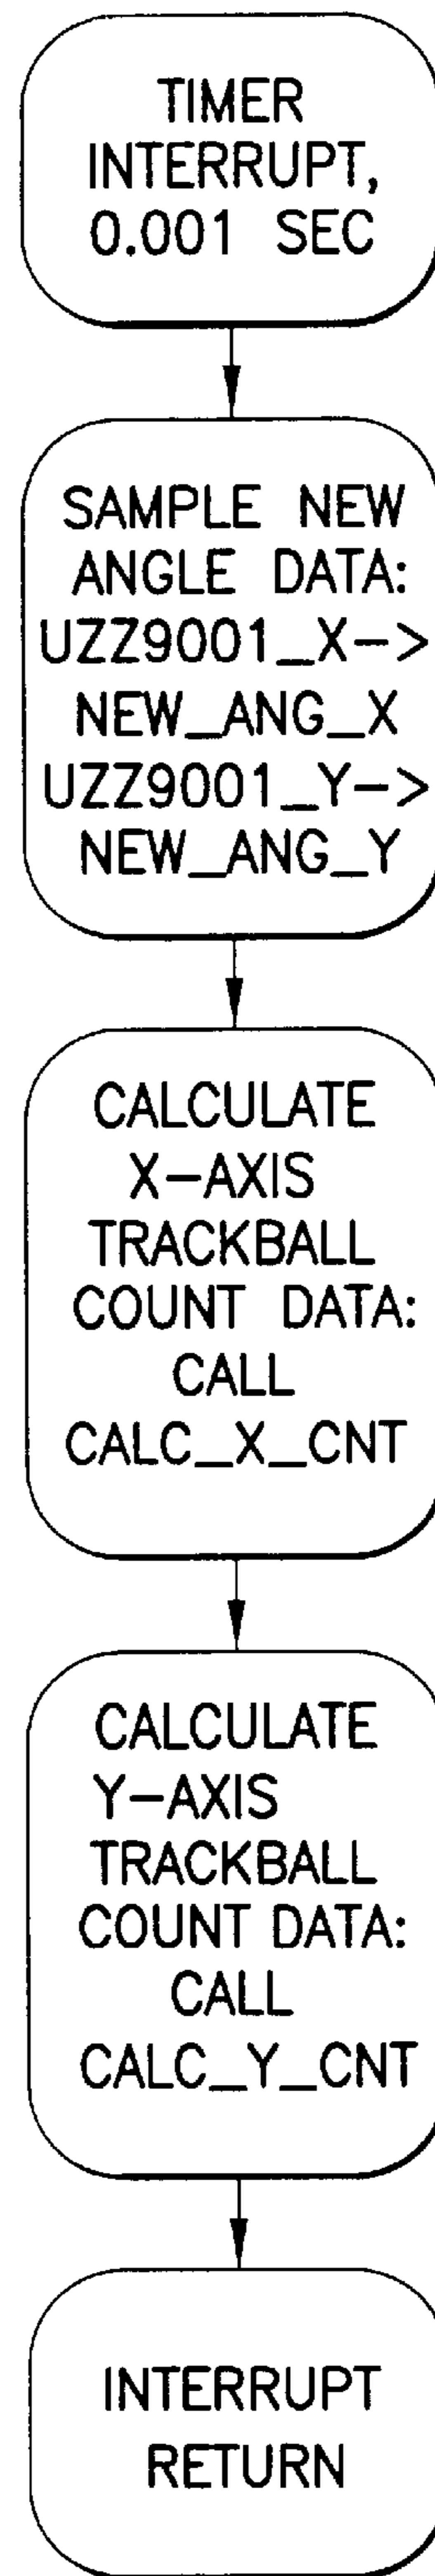 TIMER
INTERRUPT,
0.001 SEC
SAMPLE NEW
ANGLE DATA:
UZZ9001_X->
NEW_ANG_X
UZZ9001_Y->
NEW_ANG_Y
CALCULATE
X-AXIS
TRACKBALL
COUNT DATA:
CALL
CALC_X_CNT
CALCULATE
Y-AXIS
TRACKBALL
COUNT DATA:
CALL
CALC_Y_CNT
INTERRUPT
RETURN